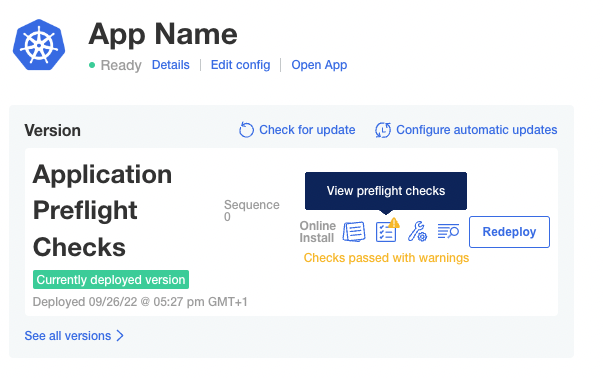 App Name
Ready Details Edit config Open App
Version Check for update Configure automatic updates
Application
Preflight
Checks
Sequence
0
View preflight checks
Online
Install
Redeploy
Checks passed with warnings
Currently deployed version
Deployed 09/26/22 @ 05:27 pm GMT+1
See all versions